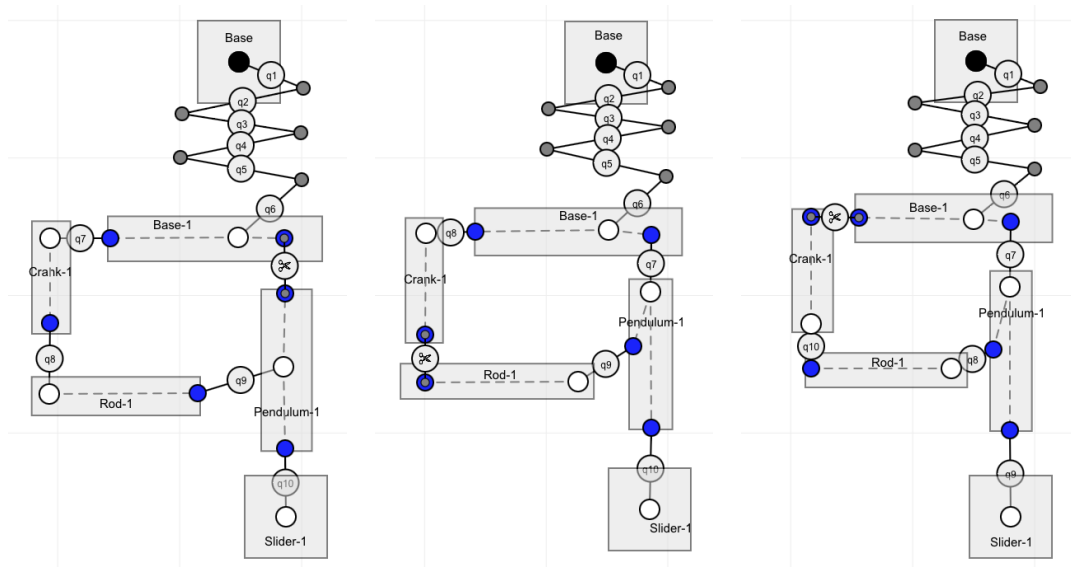 Base
q1
q2
q3
q4
q5
q6
Base-1
q7
Crank-1
q8
q9
Rod-1
Pendulum-1
q10
Slider-1
Base
q1
q2
q3
q4
q5
q6
Base-1
q8
q7
Crank-1
Pendulum-1
q9
Rod-1
q10
Slider-1
Base
q1
q2
q3
q4
q5
q6
Base-1
q7
Crank-1
Pendulum-1
q10
q8
Rod-1
q9
Slider-1